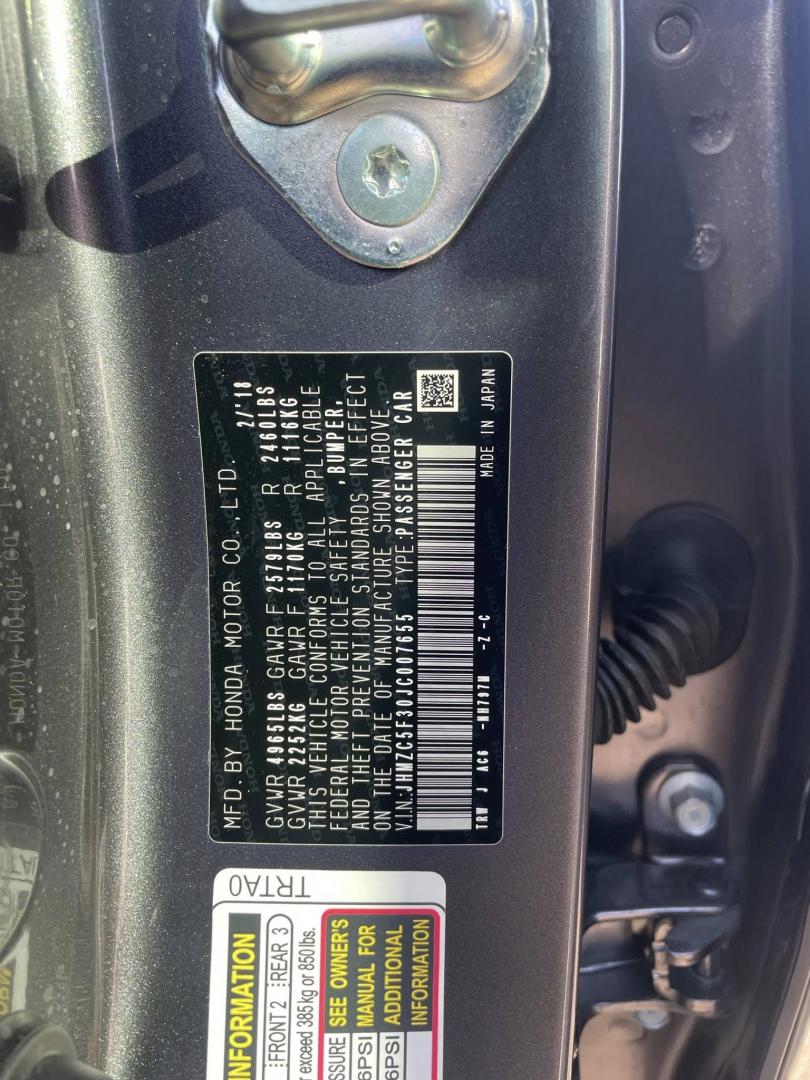 MFD. BY HONDA MOTOR CO., LTD. 2/'18
GVWR 4965LBS GAWR F 2579LBS R 2460LBS
GVWR 2252KG GAWR F 1170KG R 1116KG
THIS VEHICLE CONFORMS TO ALL APPLICABLE
FEDERAL MOTOR VEHICLE SAFETY ,BUMPER,
AND THEFT PREVENTION STANDARDS IN EFFECT
ON THE DATE OF MANUFACTURE SHOWN ABOVE.
V.I.N:JHMZC5F30JC007655 TYPE:PASSENGER CAR
TRW J AC6 -NH797M -Z -C MADE IN JAPAN
TRTA0
INFORMATION
FRONT 2 REAR 3
exceed 385 kg or 850 lbs.
SEE OWNER'S
MANUAL FOR
ADDITIONAL
INFORMATION